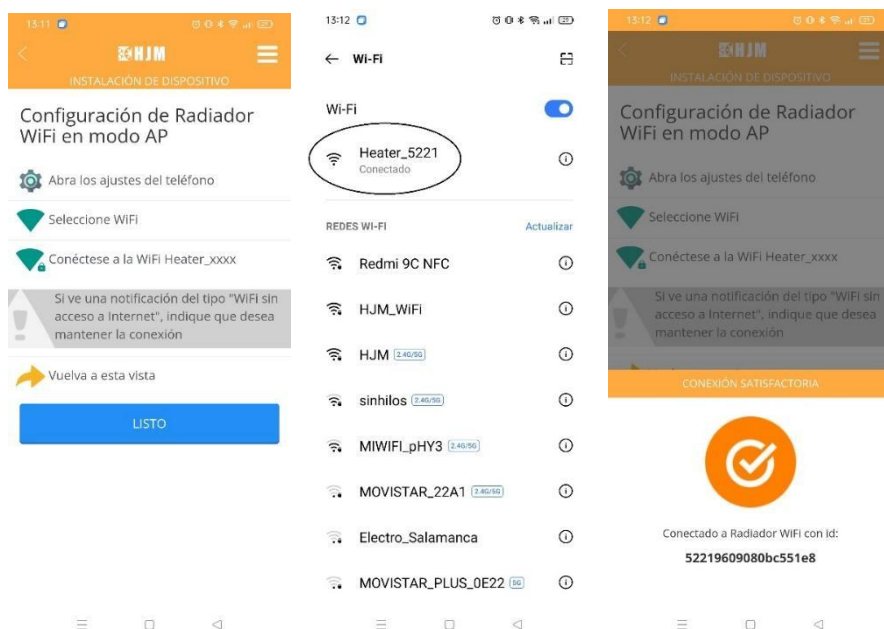 13:11
HJM
INSTALACIÓN DE DISPOSITIVO
Configuración de Radiador
WiFi en modo AP
Abra los ajustes del teléfono
Seleccione WiFi
Conéctese a la WiFi Heater_xxxx
Si ve una notificación del tipo "WiFi sin
acceso a Internet", indique que desea
mantener la conexión
Vuelva a esta vista
LISTO
13:12
Wi-Fi
Wi-Fi
Heater_5221
Conectado
REDES WI-FI
Actualizar
Redmi 9C NFC
HJM_WiFi
HJM 2.4G/5G
sinhilos 2.4G/5G
MIWIFI_pHY3 2.4G/5G
MOVISTAR_22A1 2.4G/5G
Electro_Salamanca
MOVISTAR_PLUS_0E22 5G
13:12
HJM
INSTALACIÓN DE DISPOSITIVO
Configuración de Radiador
WiFi en modo AP
Abra los ajustes del teléfono
Seleccione WiFi
Conéctese a la WiFi Heater_xxxx
Si ve una notificación del tipo "WiFi sin
acceso a Internet", indique que desea
mantener la conexión
CONEXIÓN SATISFACTORIA
Conectado a Radiador WiFi con id:
52219609080bc551e8